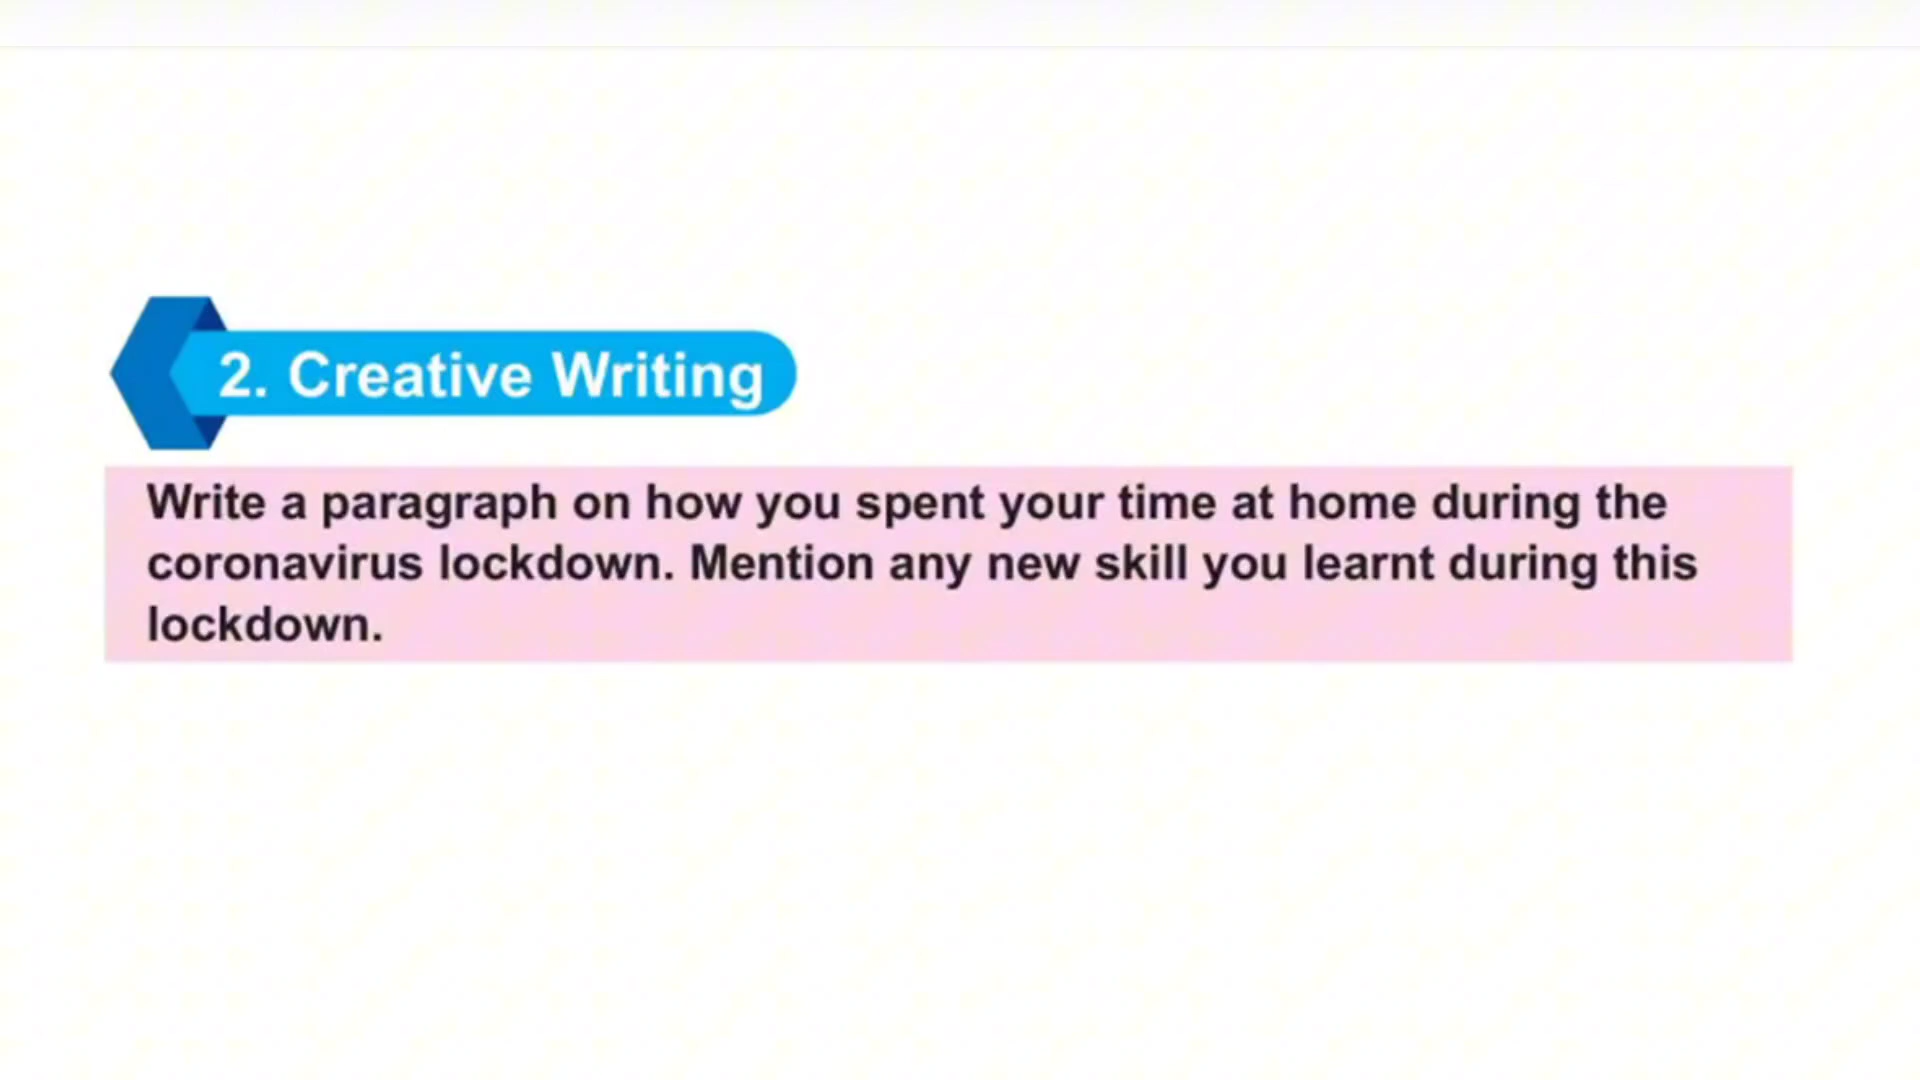 2. Creative Writing
Write a paragraph on how you spent your time at home during the
coronavirus lockdown. Mention any new skill you learnt during this
lockdown.